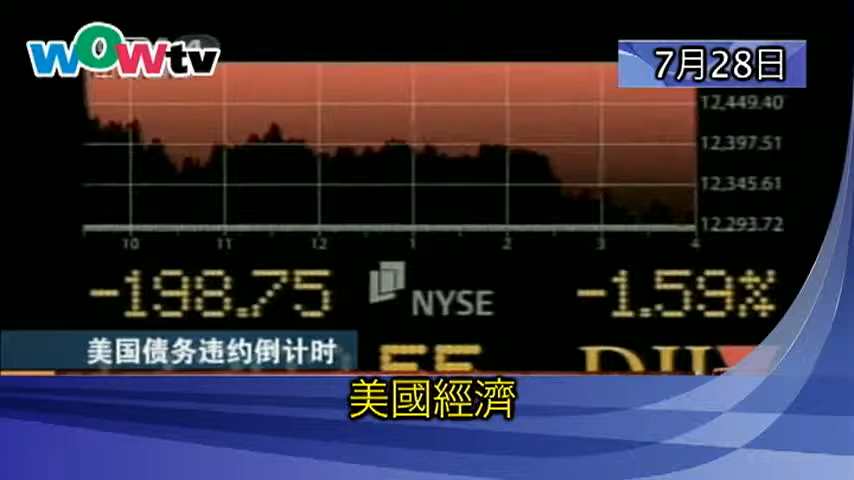 wowtv
7月28日
12,449.40
12,397.51
12,345.61
12,293.72
10 11 12 1 2 3 4
-198.75 NYSE -1.59%
美国债务违约倒计时
美國經濟